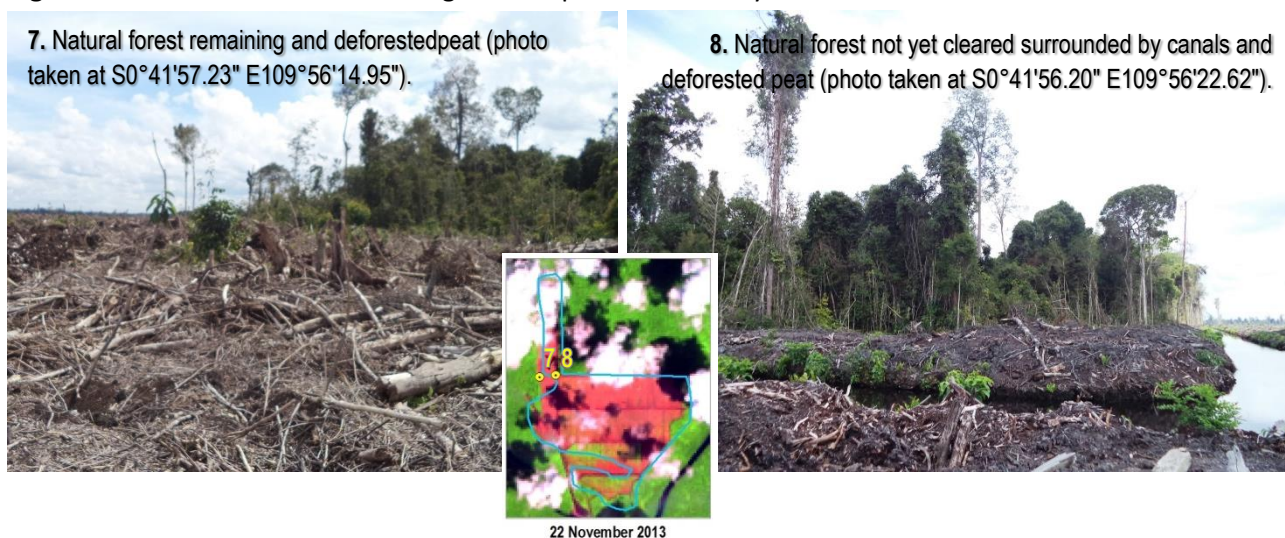 7. Natural forest remaining and deforestedpeat (photo
taken at S0°41'57.23" E109°56'14.95").
8. Natural forest not yet cleared surrounded by canals and
deforested peat (photo taken at S0°41'56.20" E109°56'22.62").
7 8
22 November 2013